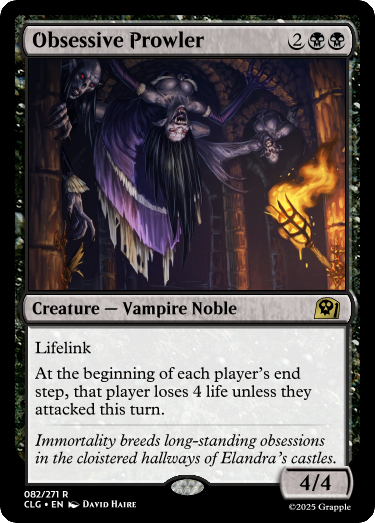 Obsessive Prowler 2
Creature — Vampire Noble
Lifelink
At the beginning of each player's end
step, that player loses 4 life unless they
attacked this turn.
Immortality breeds long-standing obsessions
in the cloistered hallways of Elandra's castles.
4/4
082/271 R
CLG • EN David Haire
©2025 Grapple